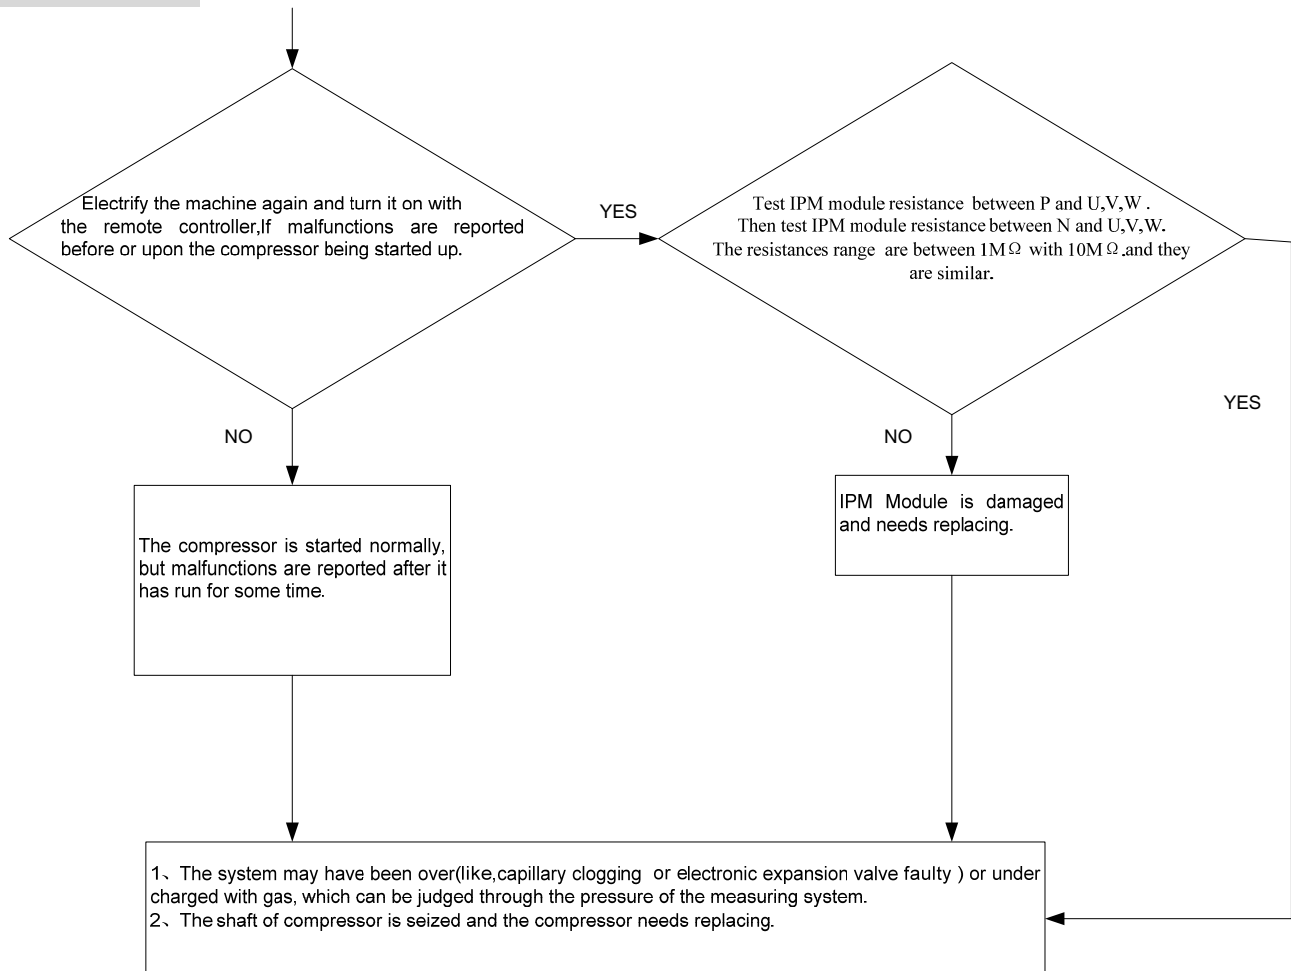 Electrify the machine again and turn it on with
the remote controller,If malfunctions are reported
before or upon the compressor being started up.
YES
Test IPM module resistance between P and U,V,W .
Then test IPM module resistance between N and U,V,W.
The resistances range are between 1MΩ with 10MΩ.and they
are similar.
YES
NO
NO
The compressor is started normally,
but malfunctions are reported after it
has run for some time.
IPM Module is damaged
and needs replacing.
1、The system may have been over(like,capillary clogging or electronic expansion valve faulty ) or under
charged with gas, which can be judged through the pressure of the measuring system.
2、The shaft of compressor is seized and the compressor needs replacing.